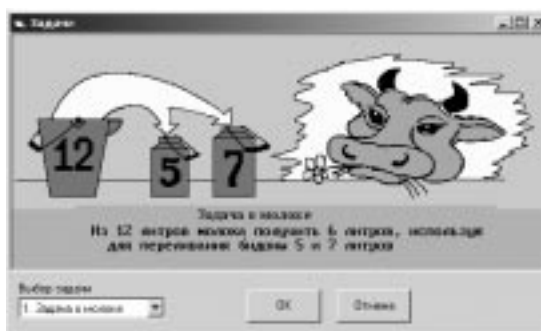 Задачи
12
5
7
Задача о молоке
Из 12 литров молока получить 6 литров, используя
для переливания бидоны 5 и 7 литров
Выбор задачи
1. Задача о молоке
OK
Отмена